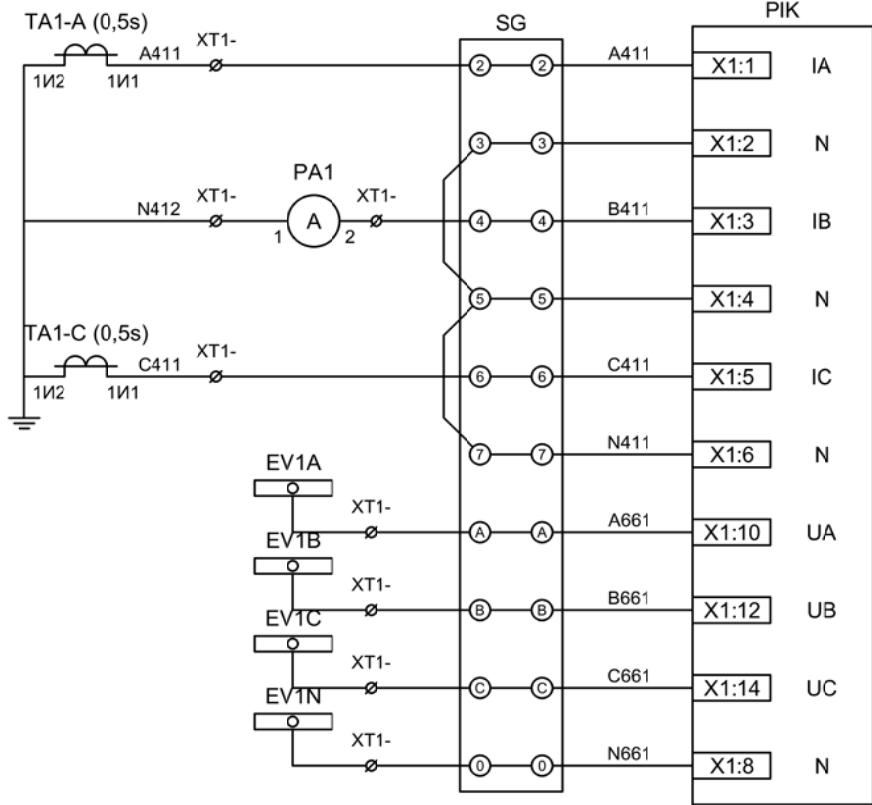 TA1-A (0,5s)
XT1-
SG
PIK
A411
1И2
1И1
2
2
A411
X1:1
IA
3
3
X1:2
N
PA1
N412
XT1-
XT1-
1
A
2
4
4
B411
X1:3
IB
5
5
X1:4
N
TA1-C (0,5s)
XT1-
C411
1И2
1И1
6
6
C411
X1:5
IC
7
7
N411
X1:6
N
EV1A
XT1-
A
A
A661
X1:10
UA
EV1B
XT1-
B
B
B661
X1:12
UB
EV1C
XT1-
C
C
C661
X1:14
UC
EV1N
XT1-
0
0
N661
X1:8
N